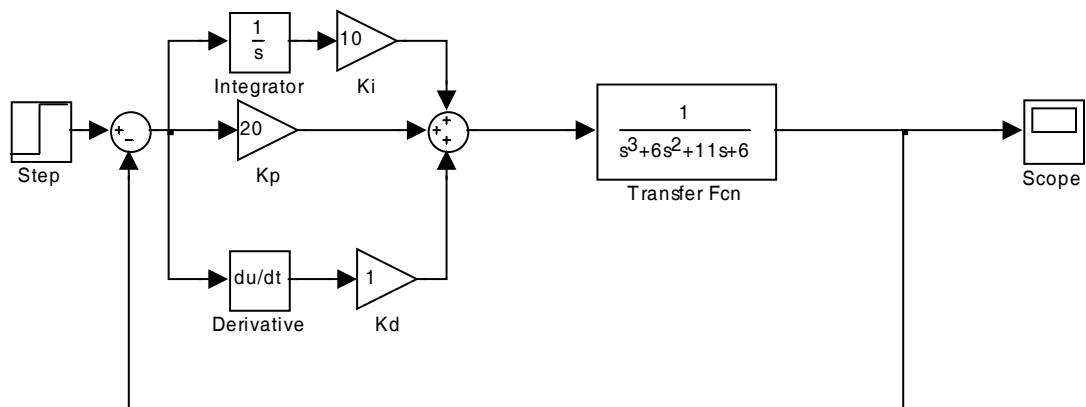 1
s
Integrator
10
Ki
Step
+
−
20
Kp
+
+
+
1
s³+6s²+11s+6
Transfer Fcn
Scope
du/dt
Derivative
1
Kd